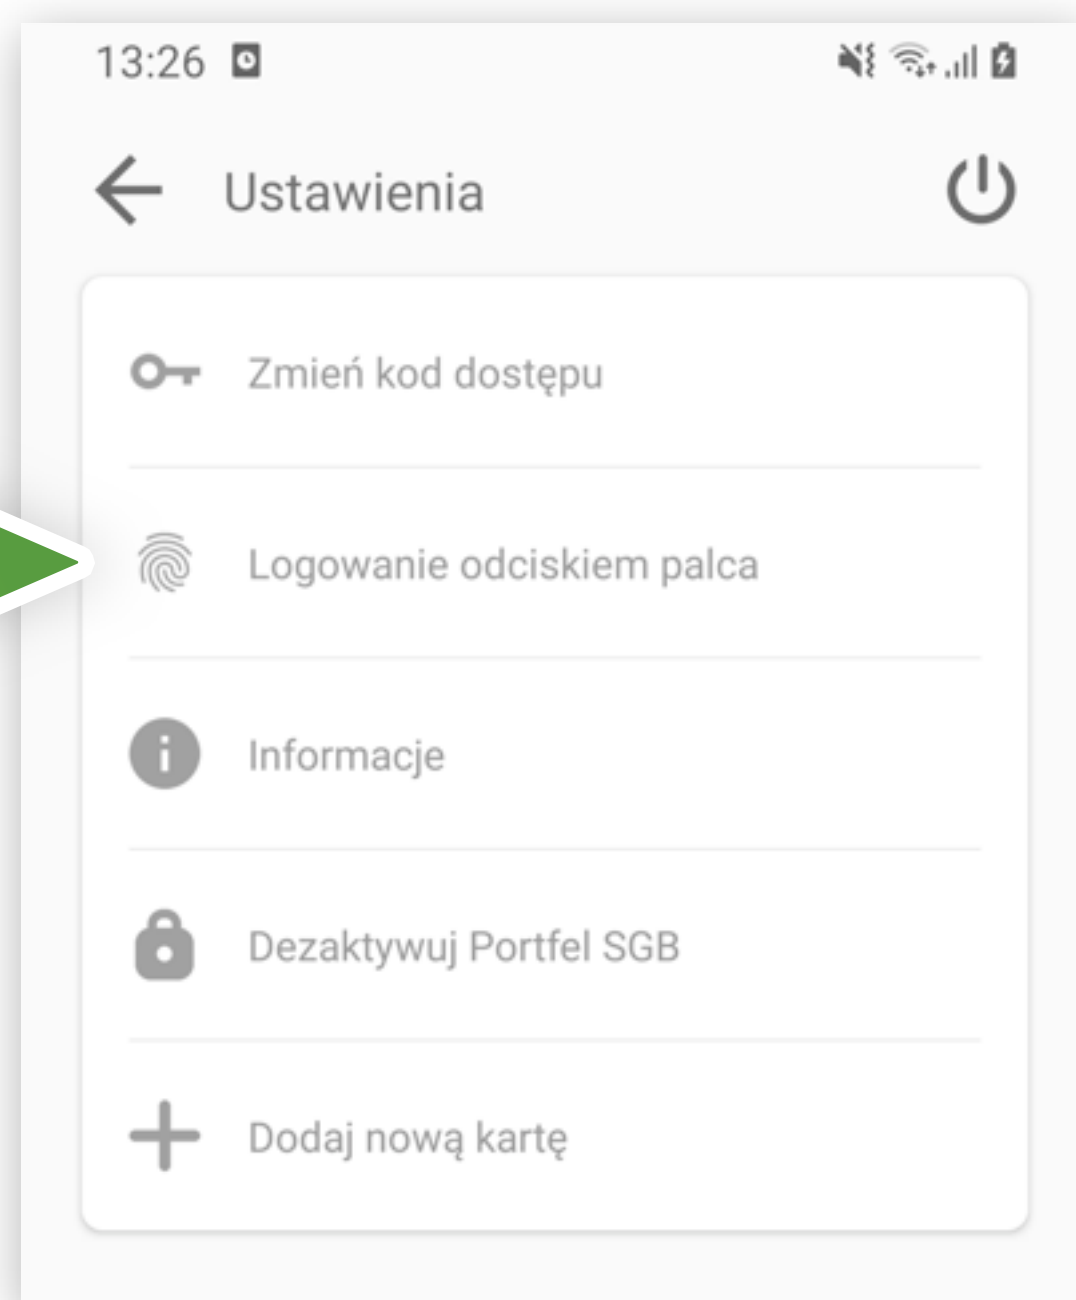 13:26
Ustawienia
Zmień kod dostępu
Logowanie odciskiem palca
Informacje
Dezaktywuj Portfel SGB
Dodaj nową kartę